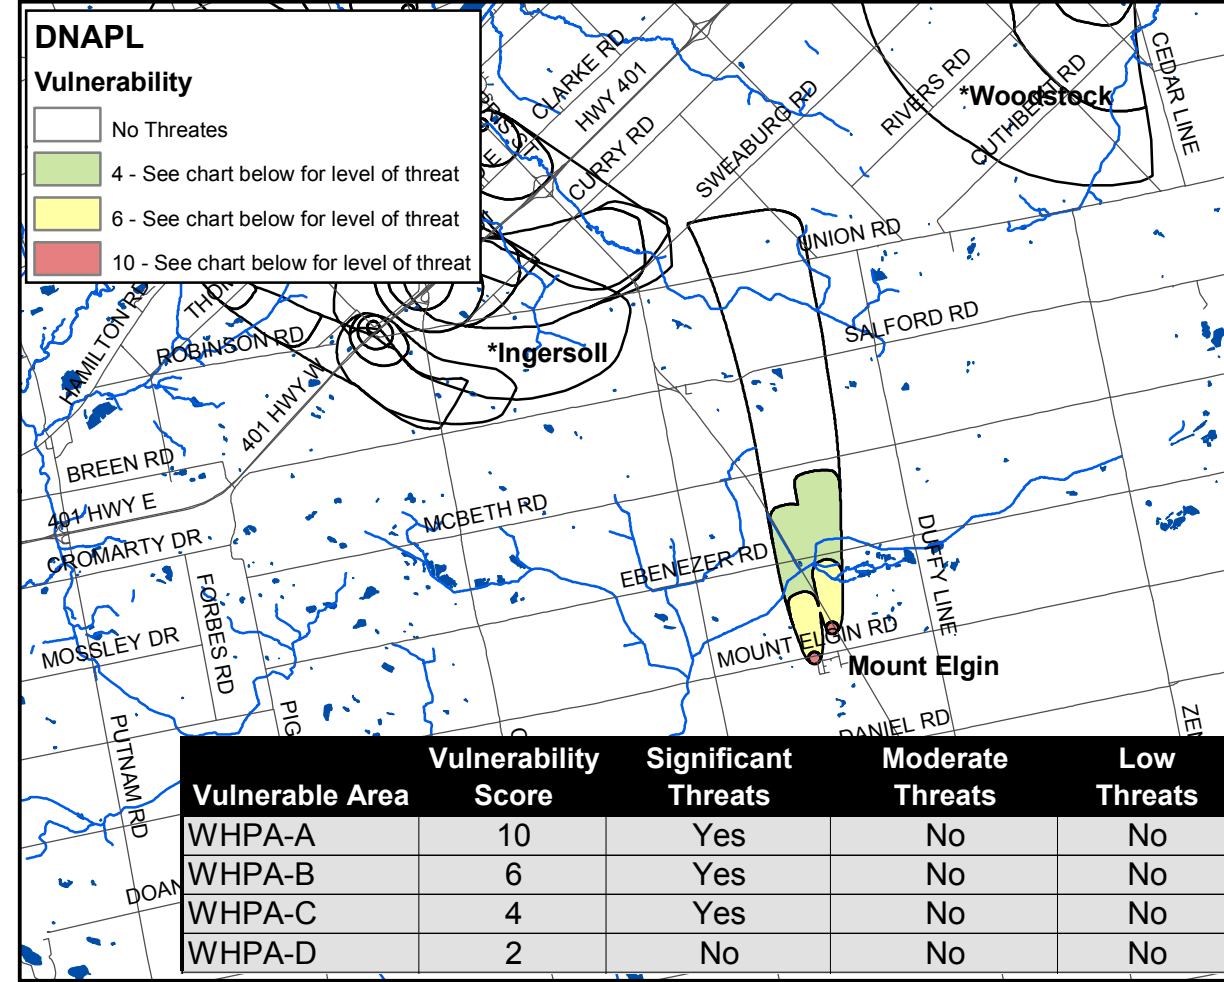 DNAPL
Vulnerability
No Threates
4 - See chart below for level of threat
6 - See chart below for level of threat
10 - See chart below for level of threat
CLARKE RD
HWY 401
CURRY RD
SWEABURG RD
RIVERS RD
*Woodstock
CUTHBERT RD
CEDAR LINE
UNION RD
SALFORD RD
HAMILTON RD
THOM
ROBINSON RD
*Ingersoll
401 HWY W
BREEN RD
401 HWY E
CROMARTY DR
MCBETH RD
EBENEZER RD
DUFFY LINE
FORBES RD
MOSSLEY DR
MOUNT ELGIN RD
Mount Elgin
PIG
PUTNAM RD
DANIEL RD
ZEN
DOAN
Vulnerable Area Vulnerability Score Significant Threats Moderate Threats Low Threats
WHPA-A 10 Yes No No
WHPA-B 6 Yes No No
WHPA-C 4 Yes No No
WHPA-D 2 No No No